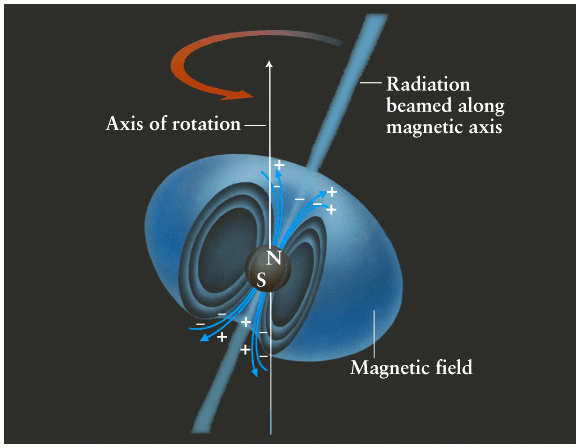 Radiation
beamed along
magnetic axis
Axis of rotation
+
−
+
−
−
+
N
S
−
−
+
+
−
+
−
Magnetic field